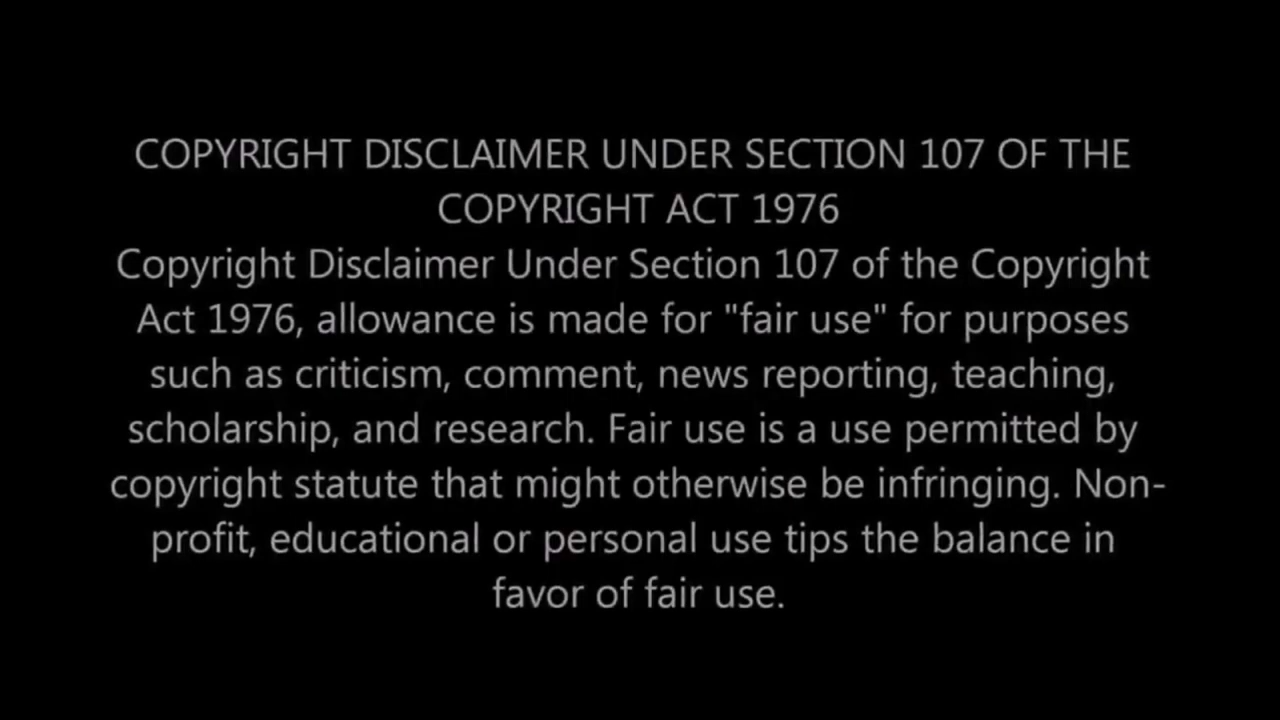 COPYRIGHT DISCLAIMER UNDER SECTION 107 OF THE
COPYRIGHT ACT 1976
Copyright Disclaimer Under Section 107 of the Copyright
Act 1976, allowance is made for "fair use" for purposes
such as criticism, comment, news reporting, teaching,
scholarship, and research. Fair use is a use permitted by
copyright statute that might otherwise be infringing. Non-
profit, educational or personal use tips the balance in
favor of fair use.